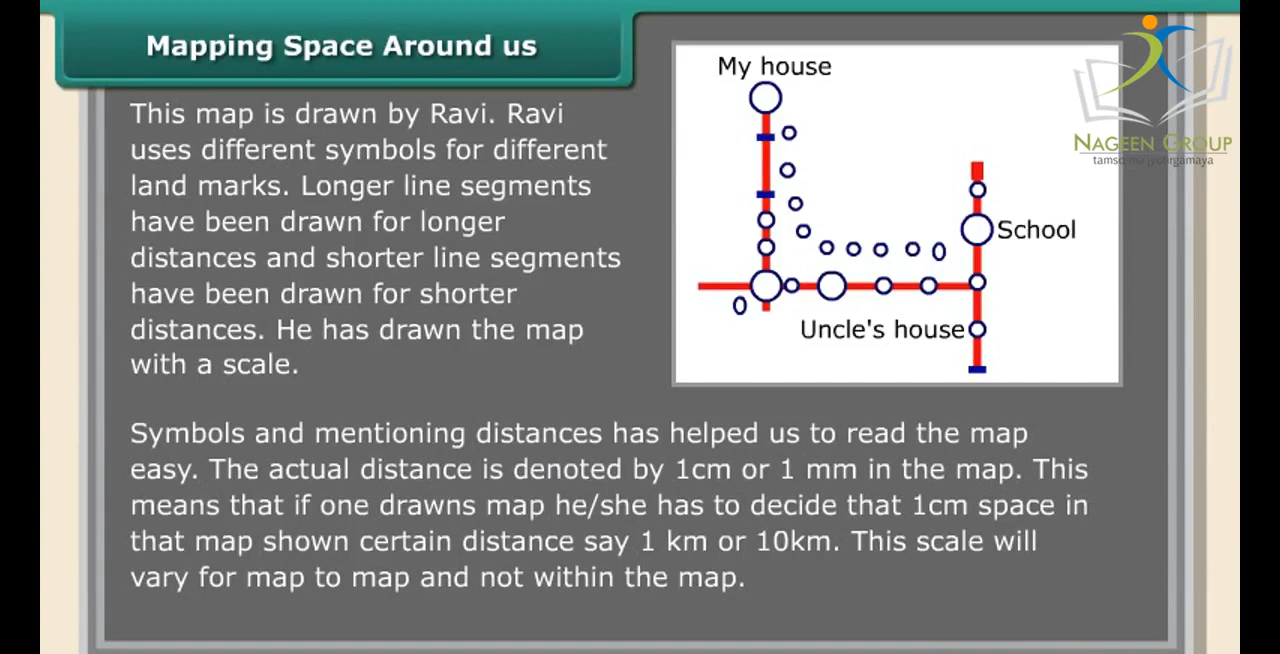 Mapping Space Around us
This map is drawn by Ravi. Ravi
uses different symbols for different
land marks. Longer line segments
have been drawn for longer
distances and shorter line segments
have been drawn for shorter
distances. He has drawn the map
with a scale.
My house
School
Uncle's house
NAGEEN GROUP
tamso ma jyotirgamaya
Symbols and mentioning distances has helped us to read the map
easy. The actual distance is denoted by 1cm or 1 mm in the map. This
means that if one drawns map he/she has to decide that 1cm space in
that map shown certain distance say 1 km or 10km. This scale will
vary for map to map and not within the map.